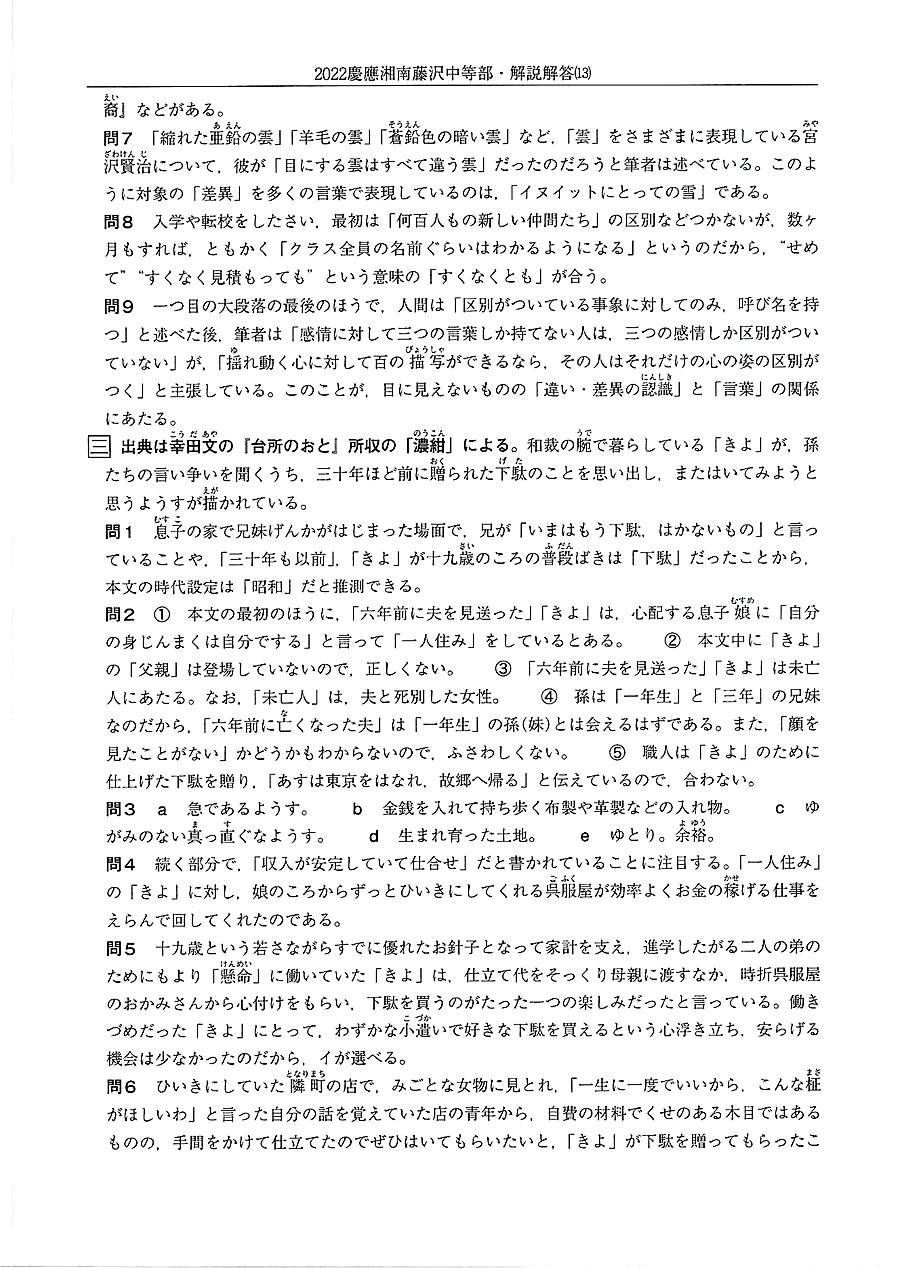 2022慶應湘南藤沢中等部・解説解答⒀
裔』などがある。
問7 「縮れた亜鉛の雲」「羊毛の雲」「蒼鉛色の暗い雲」など，「雲」をさまざまに表現している宮
沢賢治について，彼が「目にする雲はすべて違う雲」だったのだろうと筆者は述べている。このよ
うに対象の「差異」を多くの言葉で表現しているのは，「イヌイットにとっての雪」である。
問8 入学や転校をしたさい，最初は「何百人もの新しい仲間たち」の区別などつかないが，数ヶ
月もすれば，ともかく「クラス全員の名前ぐらいはわかるようになる」というのだから，“せめ
て”“すくなく見積もっても”という意味の「すくなくとも」が合う。
問9 一つ目の大段落の最後のほうで，人間は「区別がついている事象に対してのみ，呼び名を持
つ」と述べた後，筆者は「感情に対して三つの言葉しか持てない人は，三つの感情しか区別がつい
ていない」が，「揺れ動く心に対して百の描写ができるなら，その人はそれだけの心の姿の区別が
つく」と主張している。このことが，目に見えないものの「違い・差異の認識」と「言葉」の関係
にあたる。
三 出典は幸田文の『台所のおと』所収の「濃紺」による。和裁の腕で暮らしている「きよ」が，孫
たちの言い争いを聞くうち，三十年ほど前に贈られた下駄のことを思い出し，またはいてみようと
思うようすが描かれている。
問1 息子の家で兄妹げんかがはじまった場面で，兄が「いまはもう下駄，はかないもの」と言っ
ていることや，「三十年も以前」，「きよ」が十九歳のころの普段ばきは「下駄」だったことから，
本文の時代設定は「昭和」だと推測できる。
問2 ① 本文の最初のほうに，「六年前に夫を見送った」「きよ」は，心配する息子娘に「自分
の身じんまくは自分でする」と言って「一人住み」をしているとある。 ② 本文中に「きよ」
の「父親」は登場していないので，正しくない。 ③ 「六年前に夫を見送った」「きよ」は未亡
人にあたる。なお，「未亡人」は，夫と死別した女性。 ④ 孫は「一年生」と「三年」の兄妹
なのだから，「六年前に亡くなった夫」は「一年生」の孫(妹)とは会えるはずである。また，「顔を
見たことがない」かどうかもわからないので，ふさわしくない。 ⑤ 職人は「きよ」のために
仕上げた下駄を贈り，「あすは東京をはなれ，故郷へ帰る」と伝えているので，合わない。
問3 a 急であるようす。 b 金銭を入れて持ち歩く布製や革製などの入れ物。 c ゆ
がみのない真っ直ぐなようす。 d 生まれ育った土地。 e ゆとり。余裕。
問4 続く部分で，「収入が安定していて仕合せ」だと書かれていることに注目する。「一人住み」
の「きよ」に対し，娘のころからずっとひいきにしてくれる呉服屋が効率よくお金の稼げる仕事を
えらんで回してくれたのである。
問5 十九歳という若さながらすでに優れたお針子となって家計を支え，進学したがる二人の弟の
ためにもより「懸命」に働いていた「きよ」は，仕立て代をそっくり母親に渡すなか，時折呉服屋
のおかみさんから心付けをもらい，下駄を買うのがたった一つの楽しみだったと言っている。働き
づめだった「きよ」にとって，わずかな小遣いで好きな下駄を買えるという心浮き立ち，安らげる
機会は少なかったのだから，イが選べる。
問6 ひいきにしていた隣町の店で，みごとな女物に見とれ，「一生に一度でいいから，こんな柾
がほしいわ」と言った自分の話を覚えていた店の青年から，自費の材料でくせのある木目ではある
ものの，手間をかけて仕立てたのでぜひはいてもらいたいと，「きよ」が下駄を贈ってもらったこ